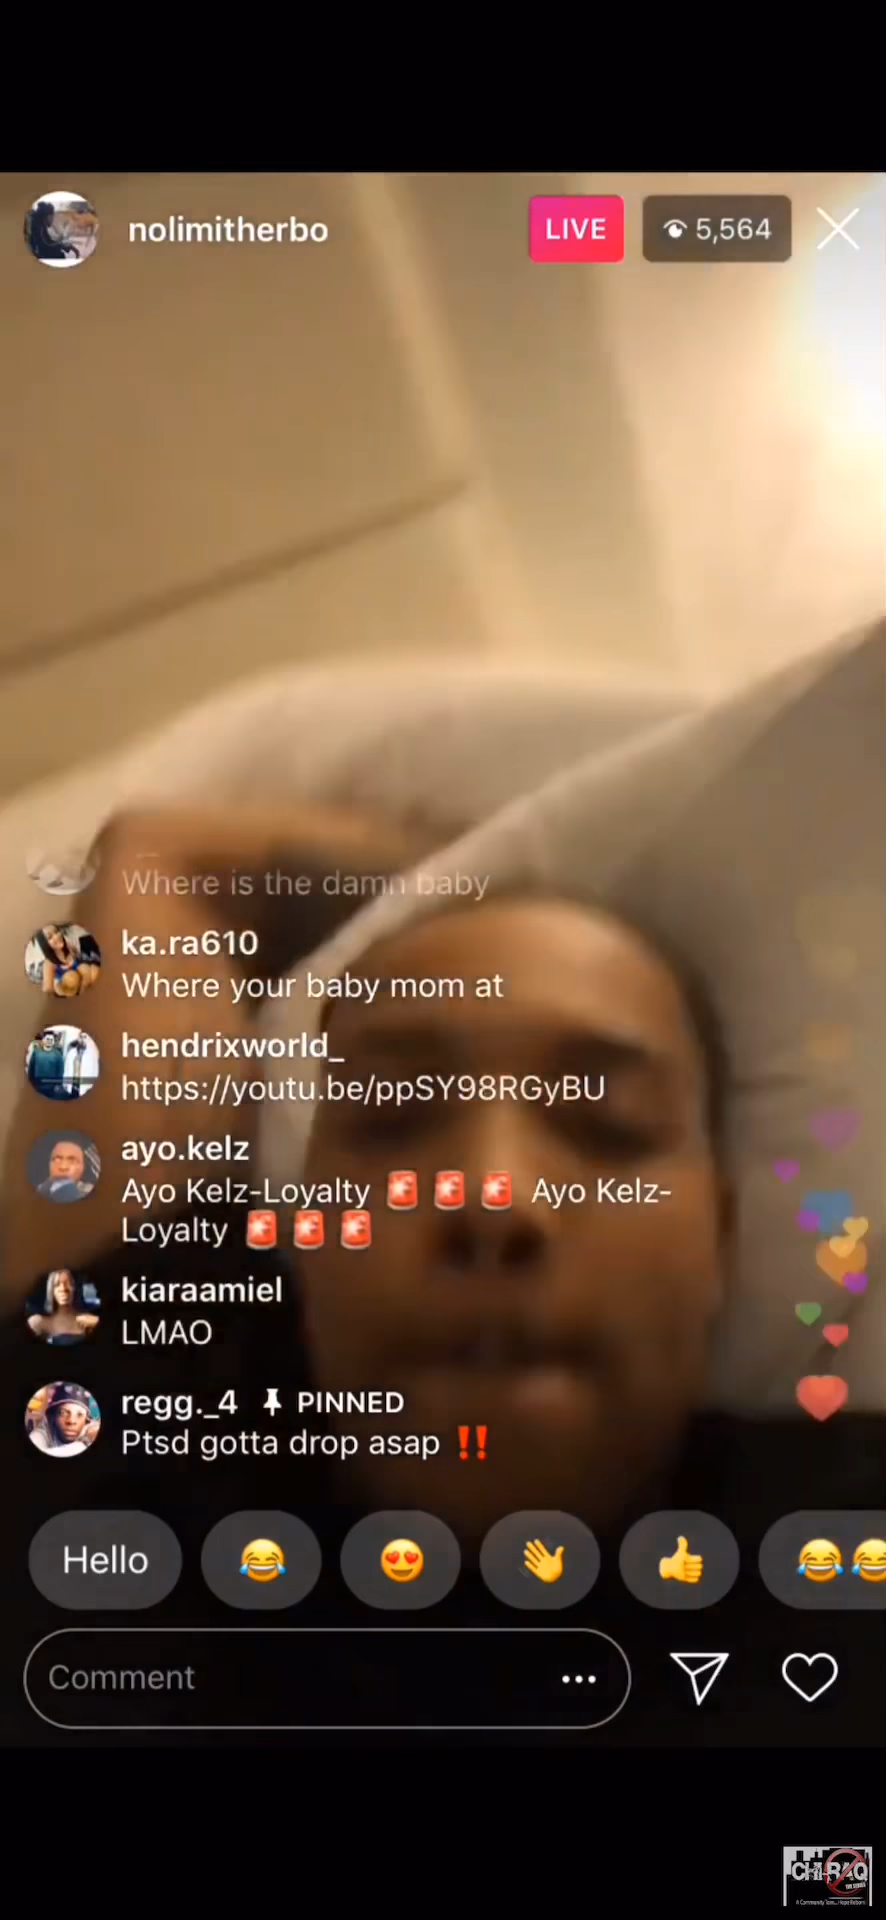 nolimitherbo
LIVE
5,564
Where is the damn baby
ka.ra610
Where your baby mom at
hendrixworld_
https://youtu.be/ppSY98RGyBU
ayo.kelz
Ayo Kelz-Loyalty 🚨 🚨 🚨 Ayo Kelz-
Loyalty 🚨 🚨 🚨
kiaraamiel
LMAO
regg._4 PINNED
Ptsd gotta drop asap ‼️
Hello
Comment
CHIRAQ